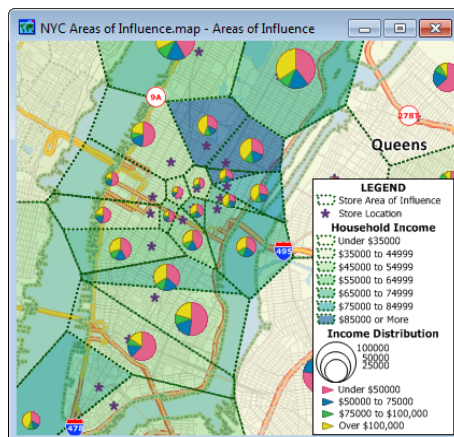 NYC Areas of Influence.map - Areas of Influence
9A
278T
Queens
495
478
LEGEND
Store Area of Influence
Store Location
Household Income
Under $35000
$35000 to 44999
$45000 to 54999
$55000 to 64999
$65000 to 74999
$75000 to 84999
$85000 or More
Income Distribution
100000
50000
25000
Under $50000
$50000 to 75000
$75000 to $100,000
Over $100,000